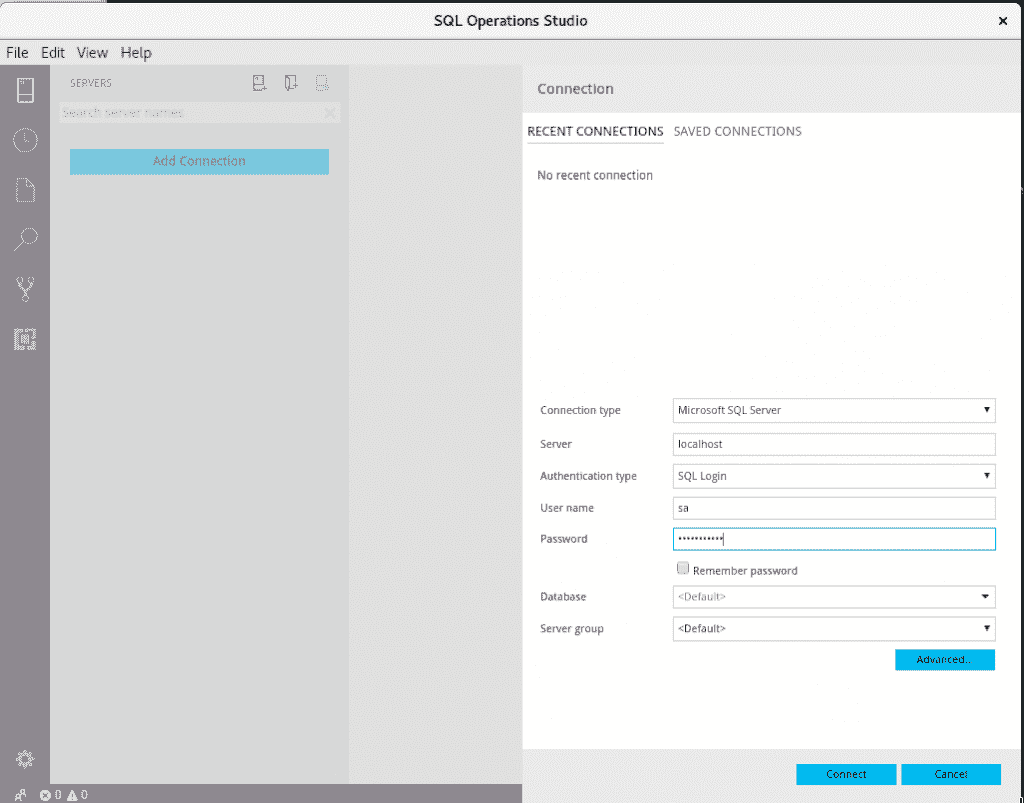 SQL Operations Studio
File Edit View Help
SERVERS
Search server names
Add Connection
Connection
RECENT CONNECTIONS SAVED CONNECTIONS
No recent connection
Connection type Microsoft SQL Server
Server localhost
Authentication type SQL Login
User name sa
Password •••••••••••
Remember password
Database <Default>
Server group <Default>
Advanced...
Connect Cancel
0 0